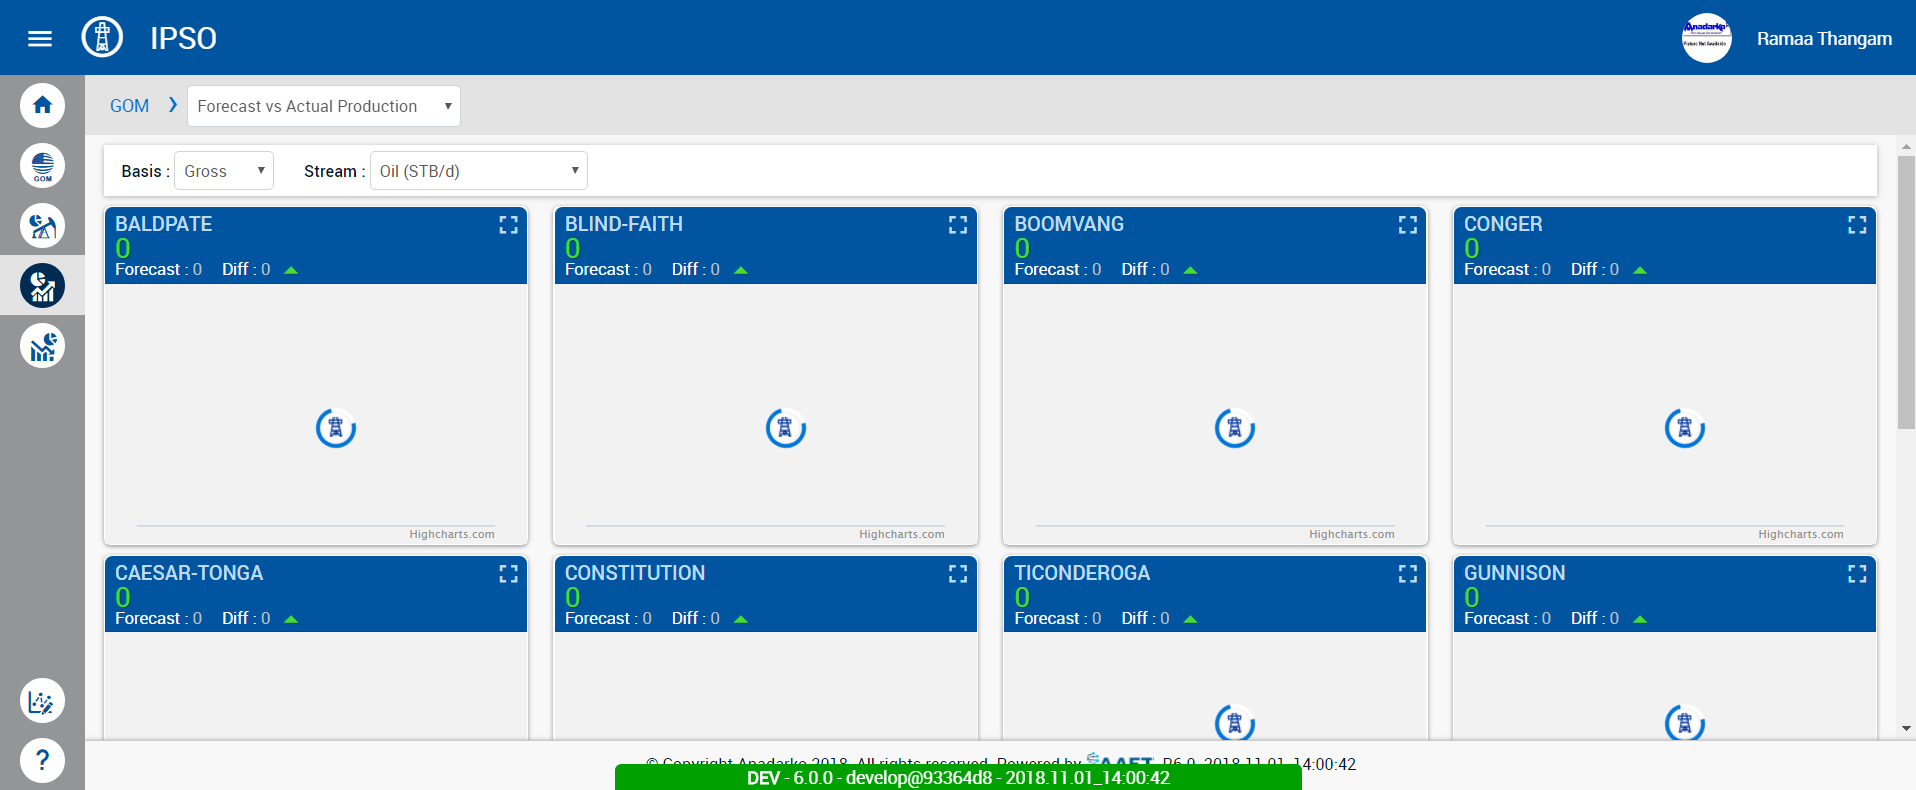 IPSO
Anadarko
Picture Not Available
Ramaa Thangam
GOM ❯ Forecast vs Actual Production
GOM
Basis : Gross Stream : Oil (STB/d)
BALDPATE
0
Forecast : 0 Diff : 0
Highcharts.com
BLIND-FAITH
0
Forecast : 0 Diff : 0
Highcharts.com
BOOMVANG
0
Forecast : 0 Diff : 0
Highcharts.com
CONGER
0
Forecast : 0 Diff : 0
Highcharts.com
CAESAR-TONGA
0
Forecast : 0 Diff : 0
CONSTITUTION
0
Forecast : 0 Diff : 0
TICONDEROGA
0
Forecast : 0 Diff : 0
GUNNISON
0
Forecast : 0 Diff : 0
?
© Copyright Anadarko 2018. All rights reserved. Powered by R6.0, 2018.11.01_14:00:42
DEV - 6.0.0 - develop@93364d8 - 2018.11.01_14:00:42